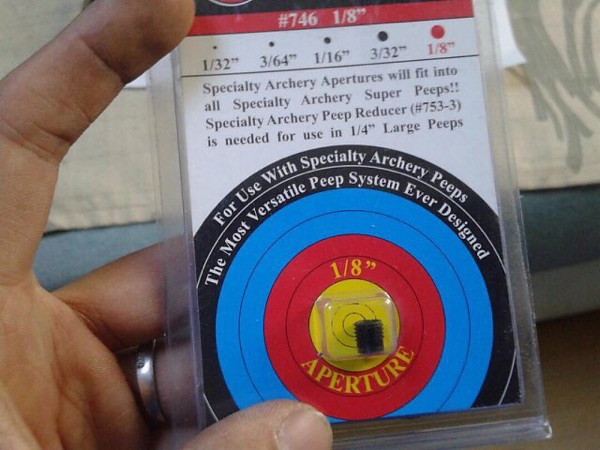 Specialty Archery
#746 1/8”
1/32” 3/64” 1/16” 3/32” 1/8”
Specialty Archery Apertures will fit into
all Specialty Archery Super Peeps!!
Specialty Archery Peep Reducer (#753-3)
is needed for use in 1/4” Large Peeps
For Use With Specialty Archery Peeps
The Most Versatile Peep System Ever Designed
1/8”
APERTURE